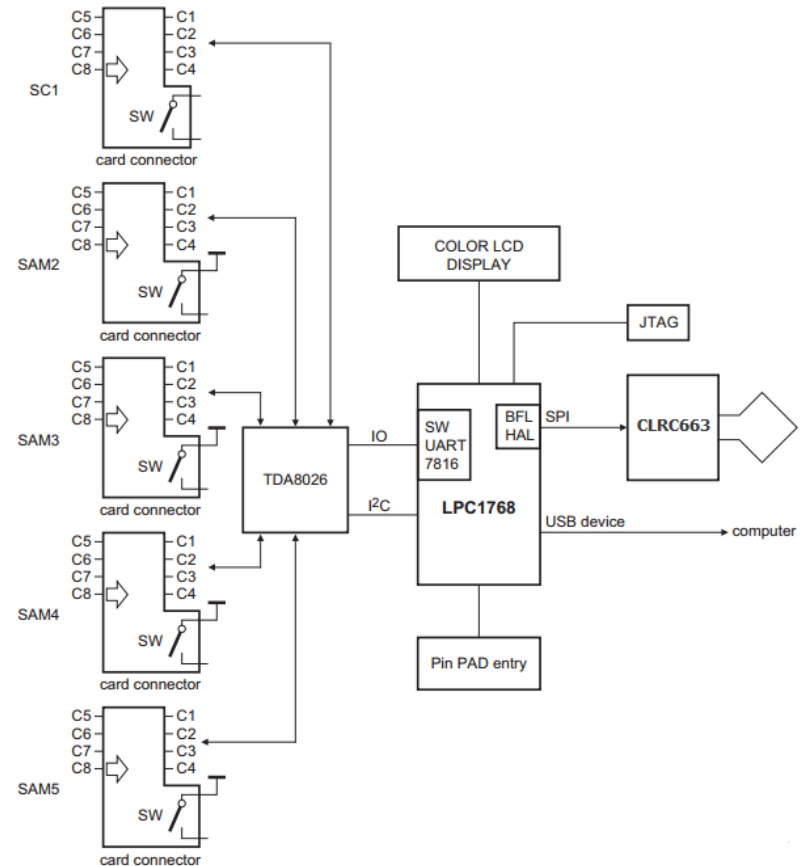 C5
C1
C6
C2
C7
C3
C8
C4
SC1
SW
card connector
C5
C1
C6
C2
C7
C3
C8
C4
SAM2
SW
card connector
C5
C1
C6
C2
C7
C3
C8
C4
SAM3
SW
card connector
C5
C1
C6
C2
C7
C3
C8
C4
SAM4
SW
card connector
C5
C1
C6
C2
C7
C3
C8
C4
SAM5
SW
card connector
TDA8026
IO
I²C
COLOR LCD
DISPLAY
JTAG
SW
UART
7816
BFL
HAL
LPC1768
SPI
CLRC663
USB device
computer
Pin PAD entry